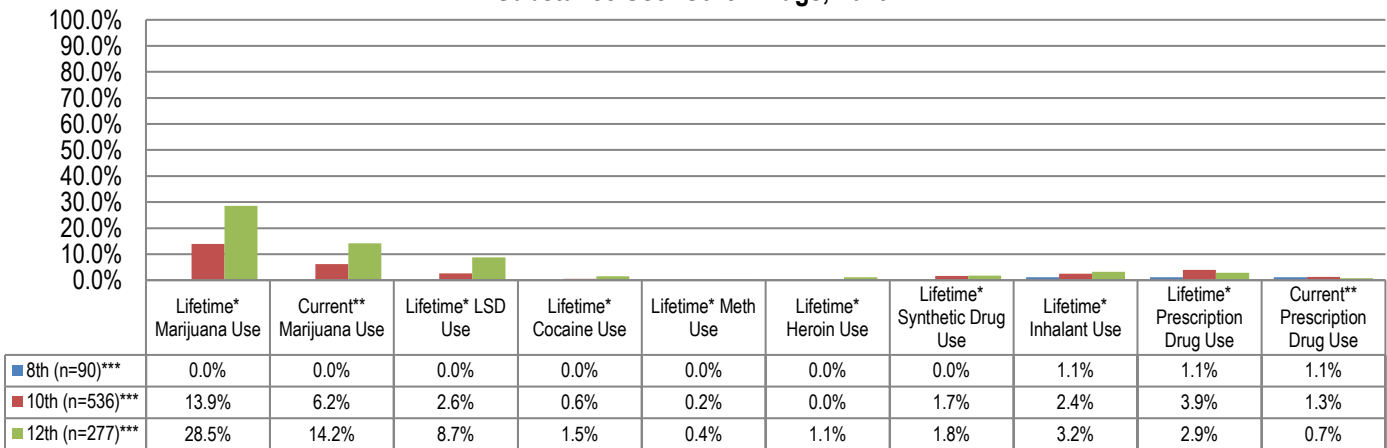 100.0%
90.0%
80.0%
70.0%
60.0%
50.0%
40.0%
30.0%
20.0%
10.0%
0.0%
Lifetime* Marijuana Use
Current** Marijuana Use
Lifetime* LSD Use
Lifetime* Cocaine Use
Lifetime* Meth Use
Lifetime* Heroin Use
Lifetime* Synthetic Drug Use
Lifetime* Inhalant Use
Lifetime* Prescription Drug Use
Current** Prescription Drug Use
8th (n=90)*** 0.0% 0.0% 0.0% 0.0% 0.0% 0.0% 0.0% 1.1% 1.1% 1.1%
10th (n=536)*** 13.9% 6.2% 2.6% 0.6% 0.2% 0.0% 1.7% 2.4% 3.9% 1.3%
12th (n=277)*** 28.5% 14.2% 8.7% 1.5% 0.4% 1.1% 1.8% 3.2% 2.9% 0.7%